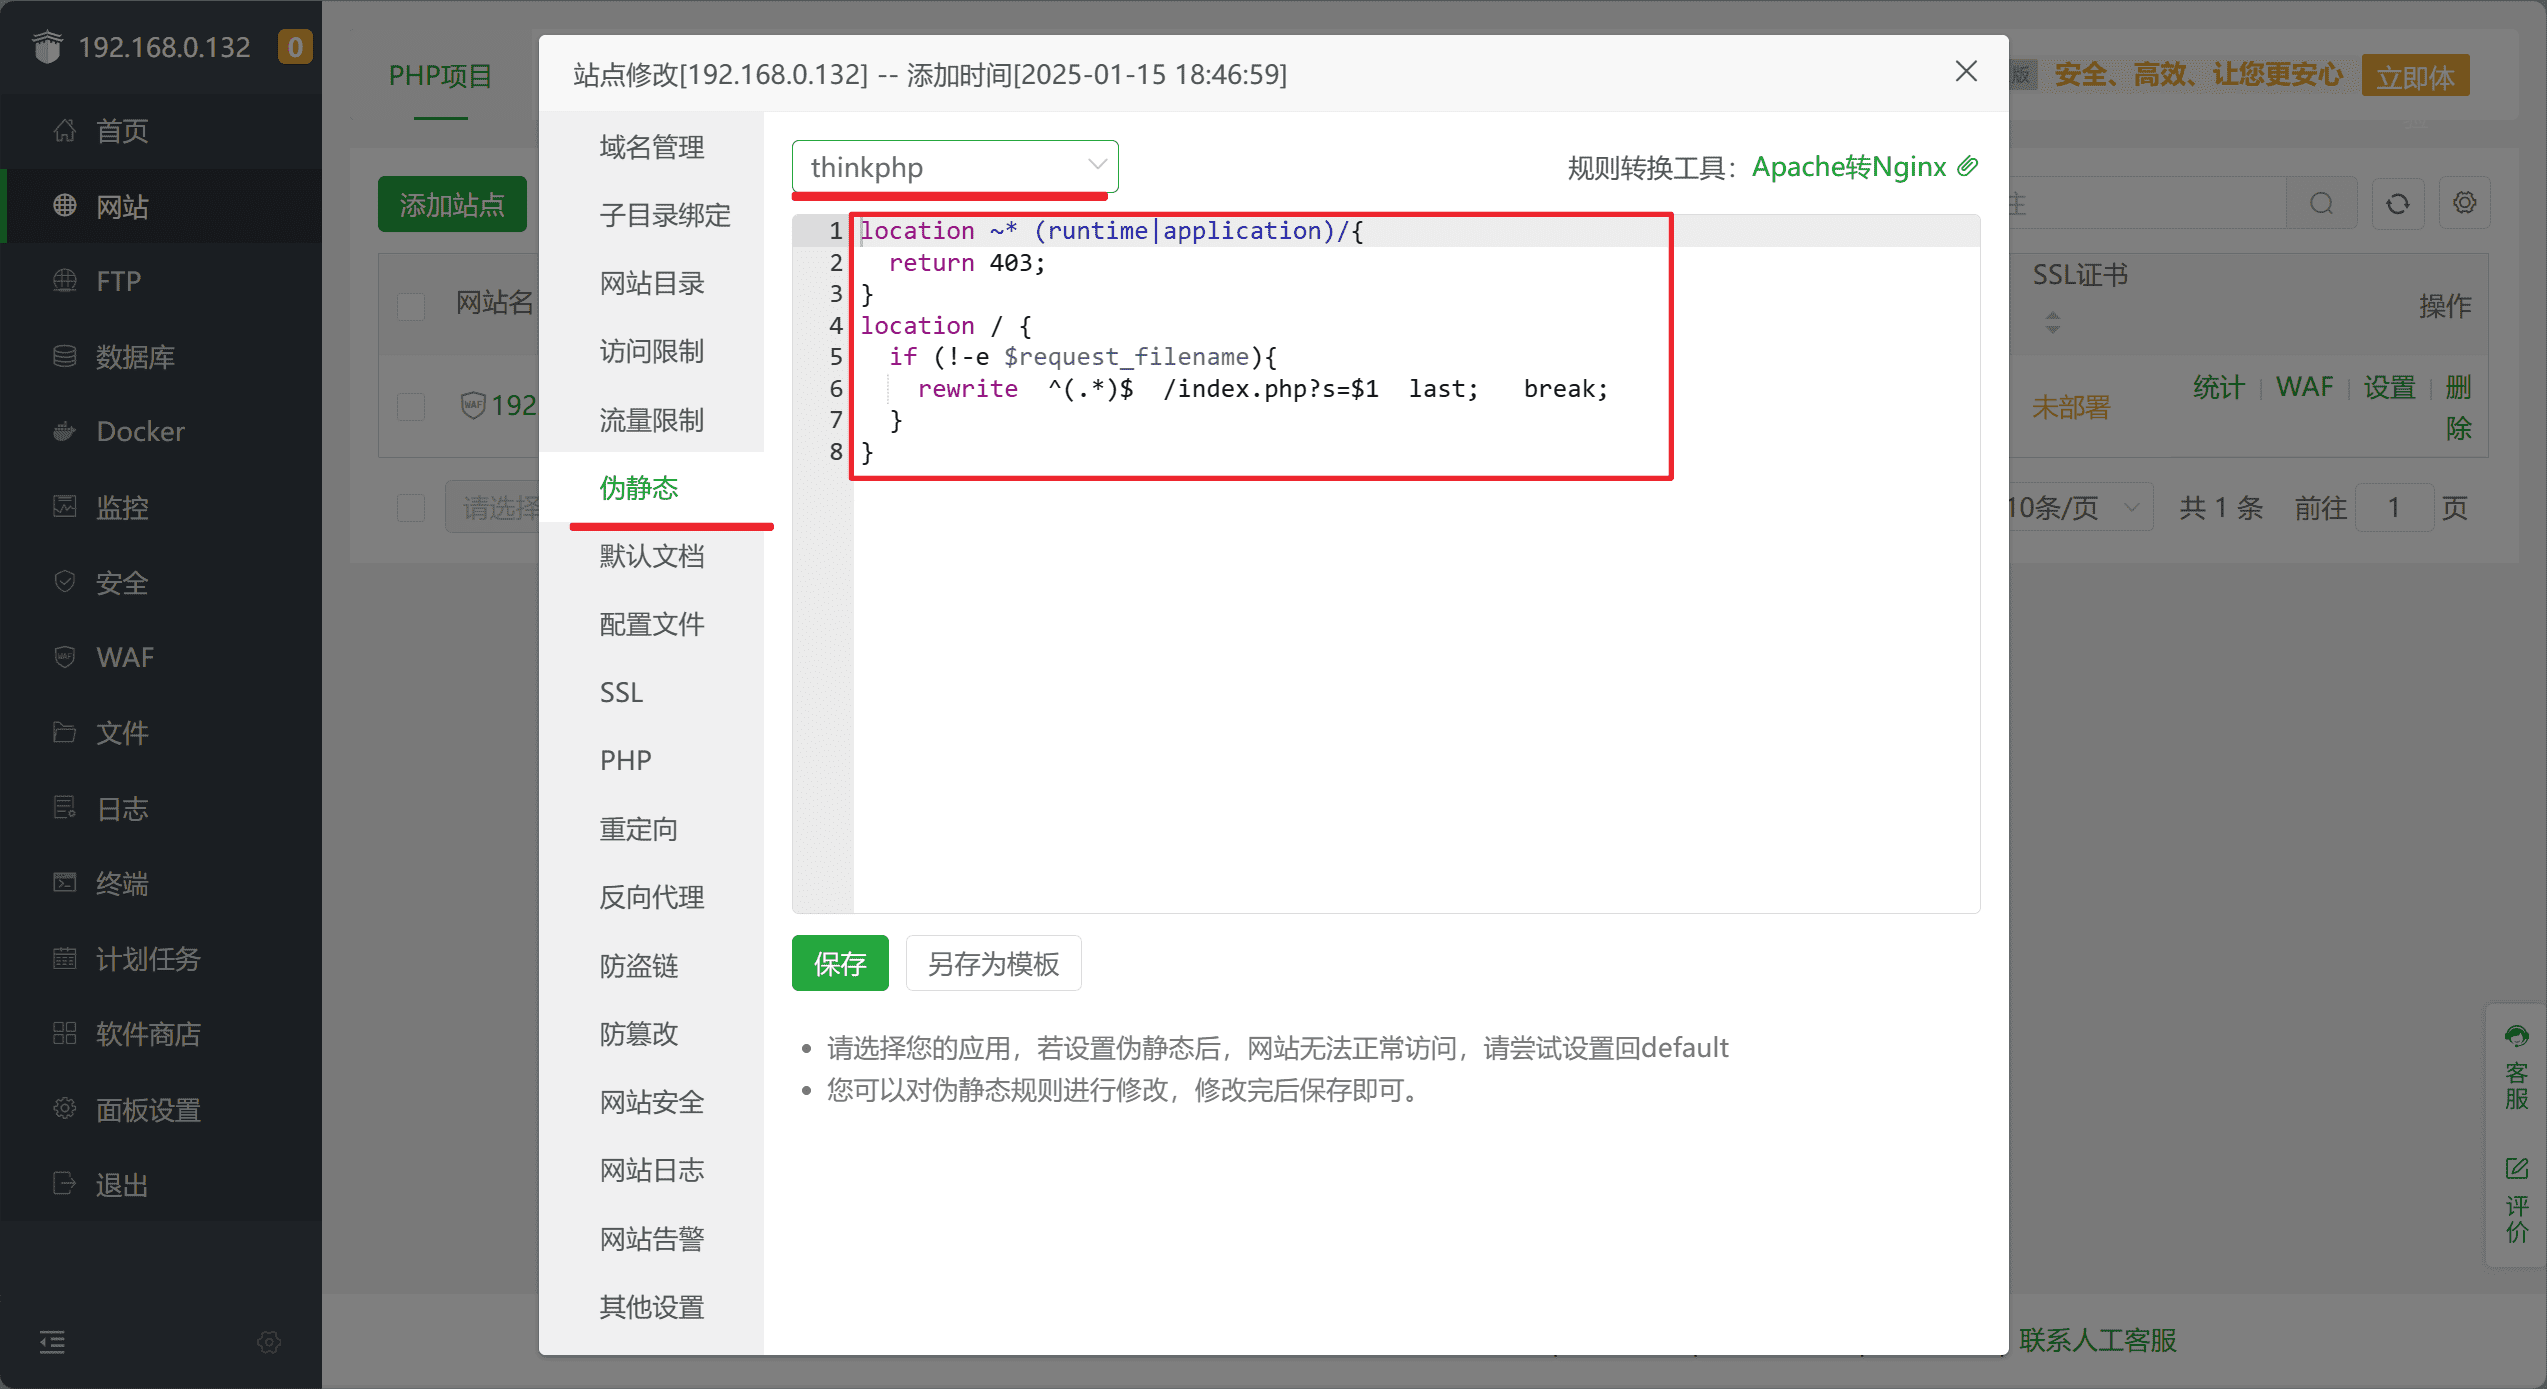 192.168.0.132
0
首页
网站
FTP
数据库
Docker
监控
安全
WAF
文件
日志
终端
计划任务
软件商店
面板设置
退出
PHP项目
版
安全、高效、让您更安心
立即体
添加站点
网站名
SSL证书
操作
192
未部署
统计 | WAF | 设置 | 删
除
请选择
10条/页
共 1 条
前往
1
页
站点修改[192.168.0.132] -- 添加时间[2025-01-15 18:46:59]
域名管理
子目录绑定
网站目录
访问限制
流量限制
伪静态
默认文档
配置文件
SSL
PHP
重定向
反向代理
防盗链
防篡改
网站安全
网站日志
网站告警
其他设置
thinkphp
规则转换工具：Apache转Nginx
1 location ~* (runtime|application)/{
2   return 403;
3 }
4 location / {
5   if (!-e $request_filename){
6     rewrite  ^(.*)$  /index.php?s=$1  last;   break;
7   }
8 }
保存
另存为模板
请选择您的应用，若设置伪静态后，网站无法正常访问，请尝试设置回default
您可以对伪静态规则进行修改，修改完后保存即可。
客服
评价
联系人工客服